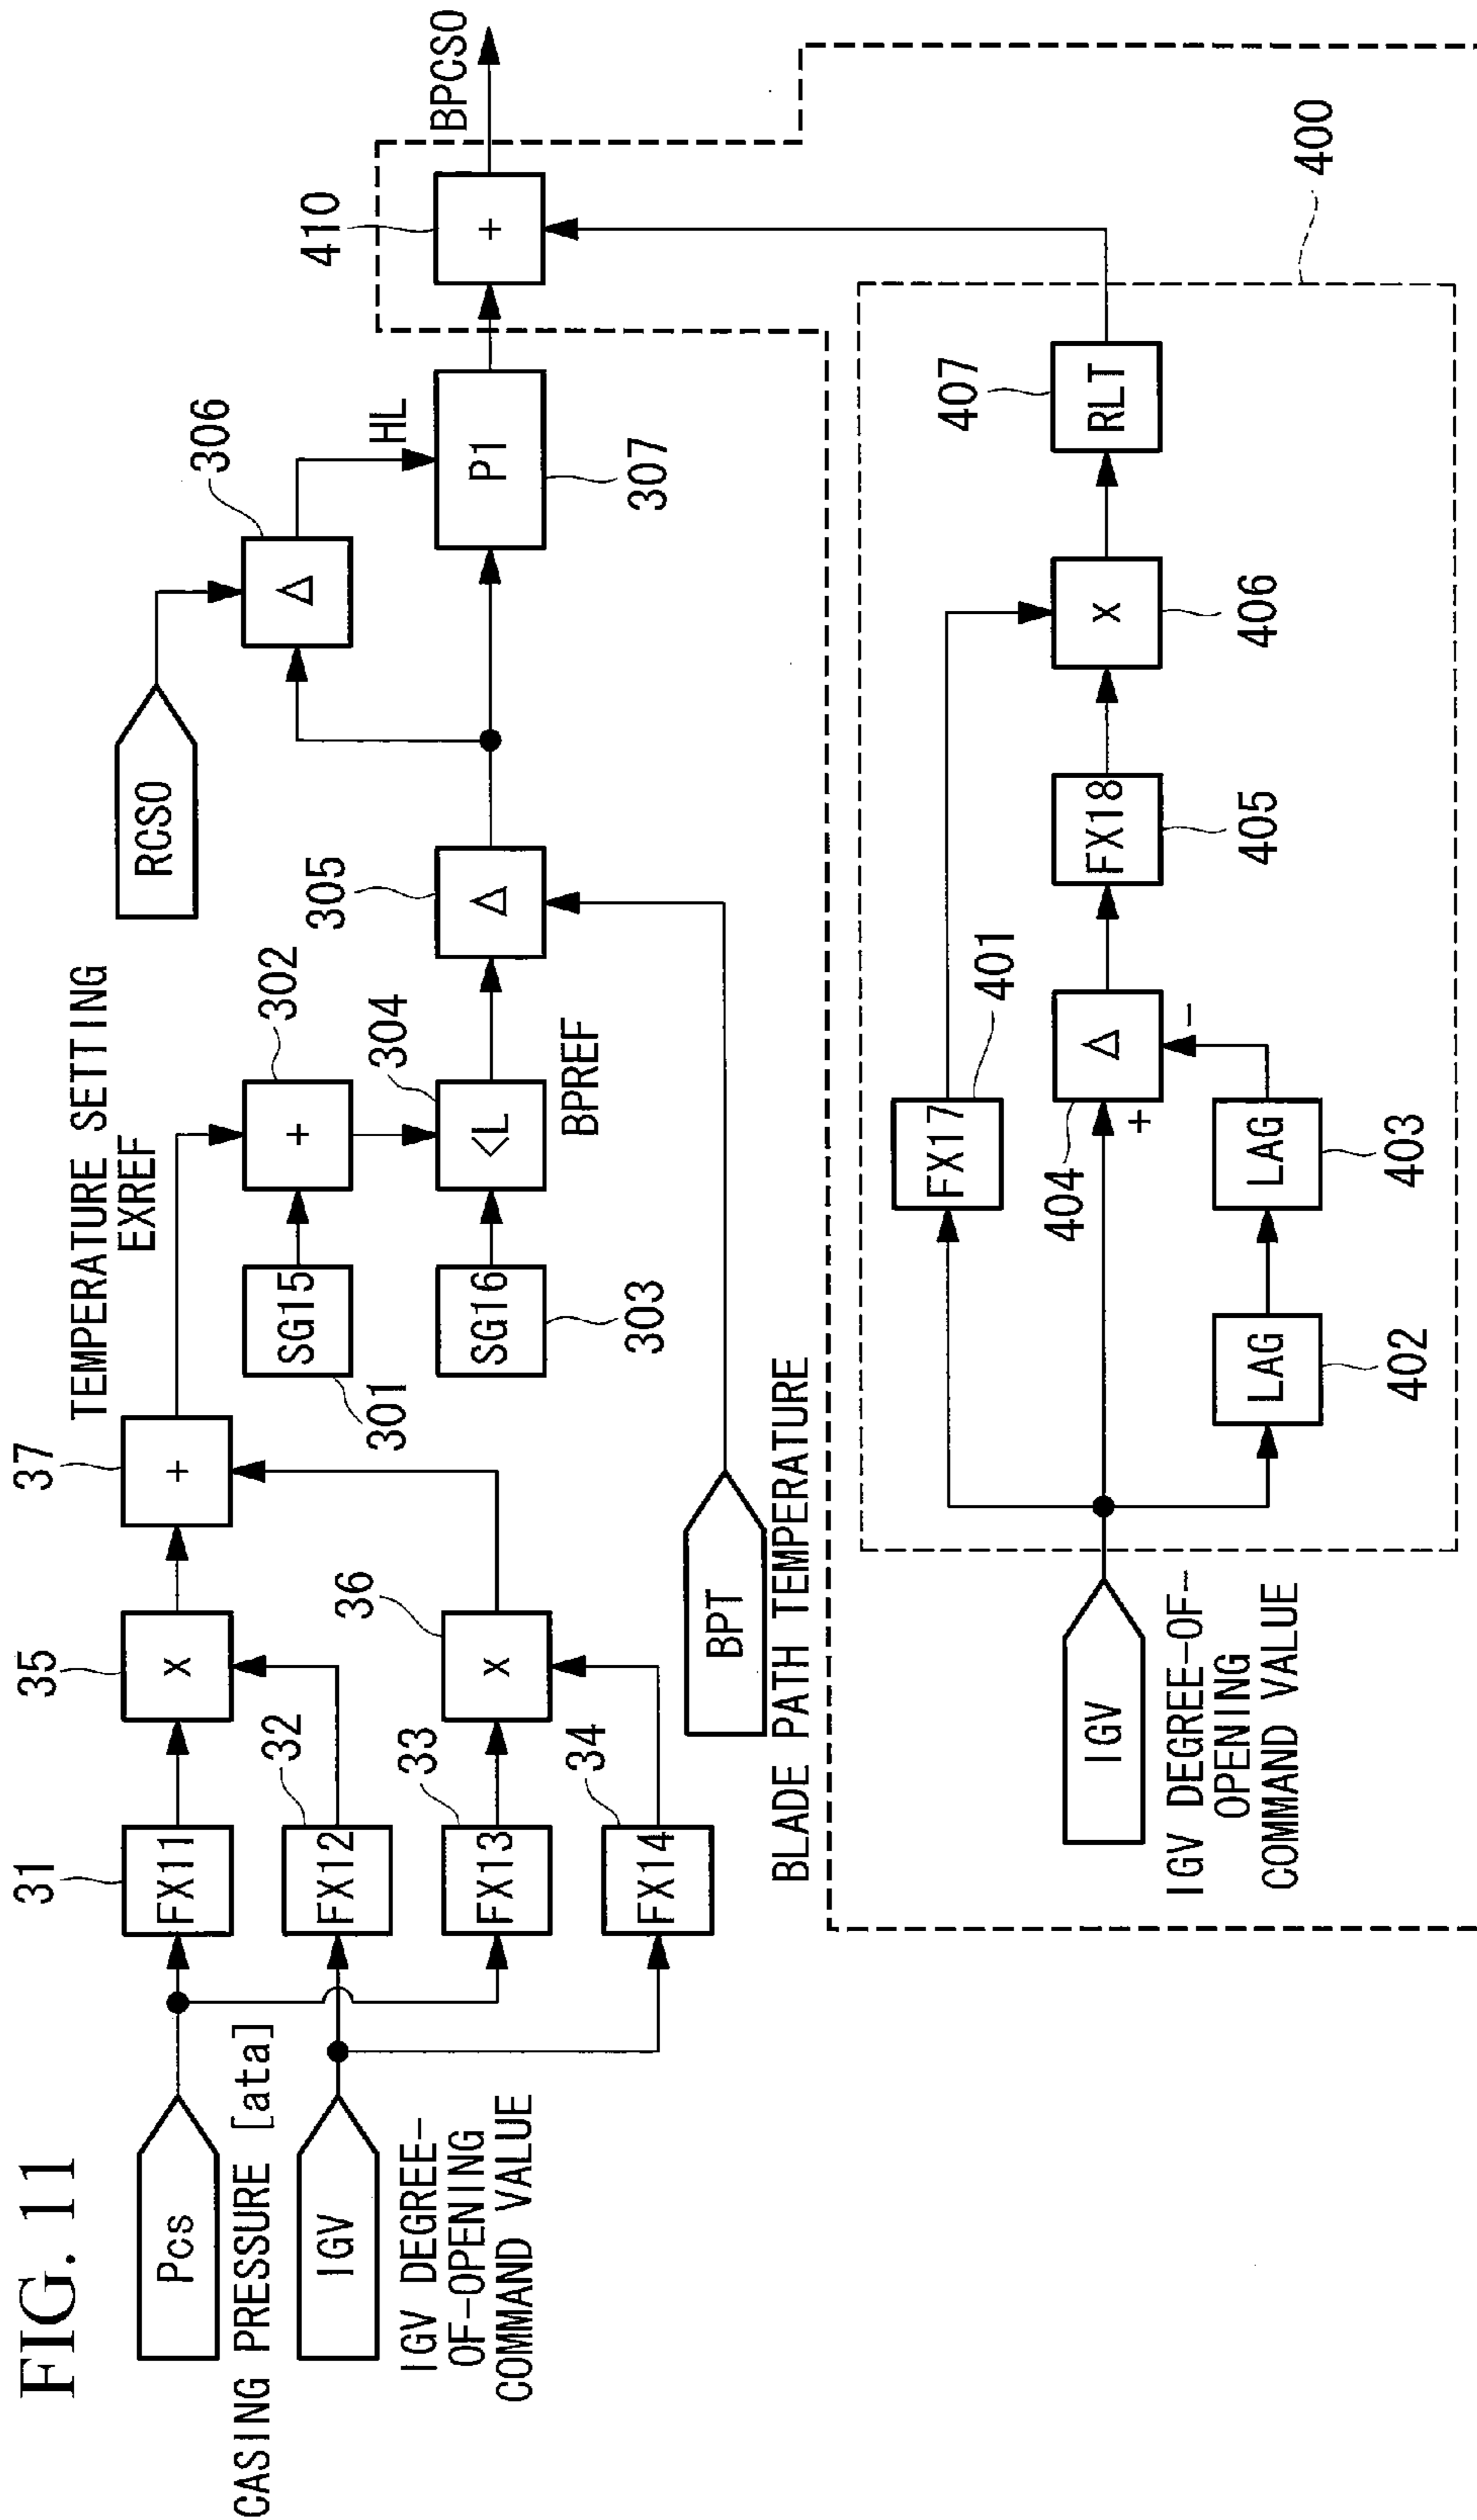 FIG. 11
Pcs
CASING PRESSURE [ata]
IGV
IGV DEGREE-
OF-OPENING
COMMAND VALUE
31
FX11
32
FX12
33
FX13
34
FX14
35
x
36
x
37
+
TEMPERATURE SETTING
EXREF
SG15
301
302
+
SG16
303
304
<L
BPREF
BPT
BLADE PATH TEMPERATURE
305
Δ
RCSO
306
Δ
HL
P1
307
410
+
BPCSO
400
IGV
IGV DEGREE-OF-
OPENING
COMMAND VALUE
FX17
401
LAG
402
LAG
403
404
Δ
+
-
FX18
405
x
406
407
RLT